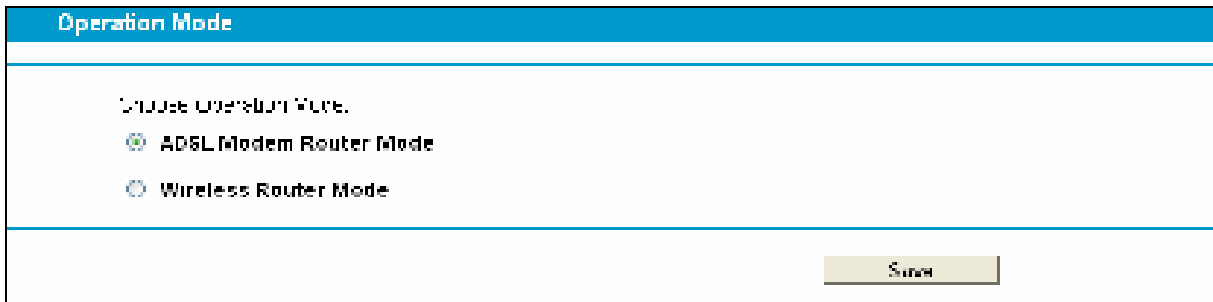 Operation Mode
Choose Operation Mode:
ADSL Modem Router Mode
Wireless Router Mode
Save